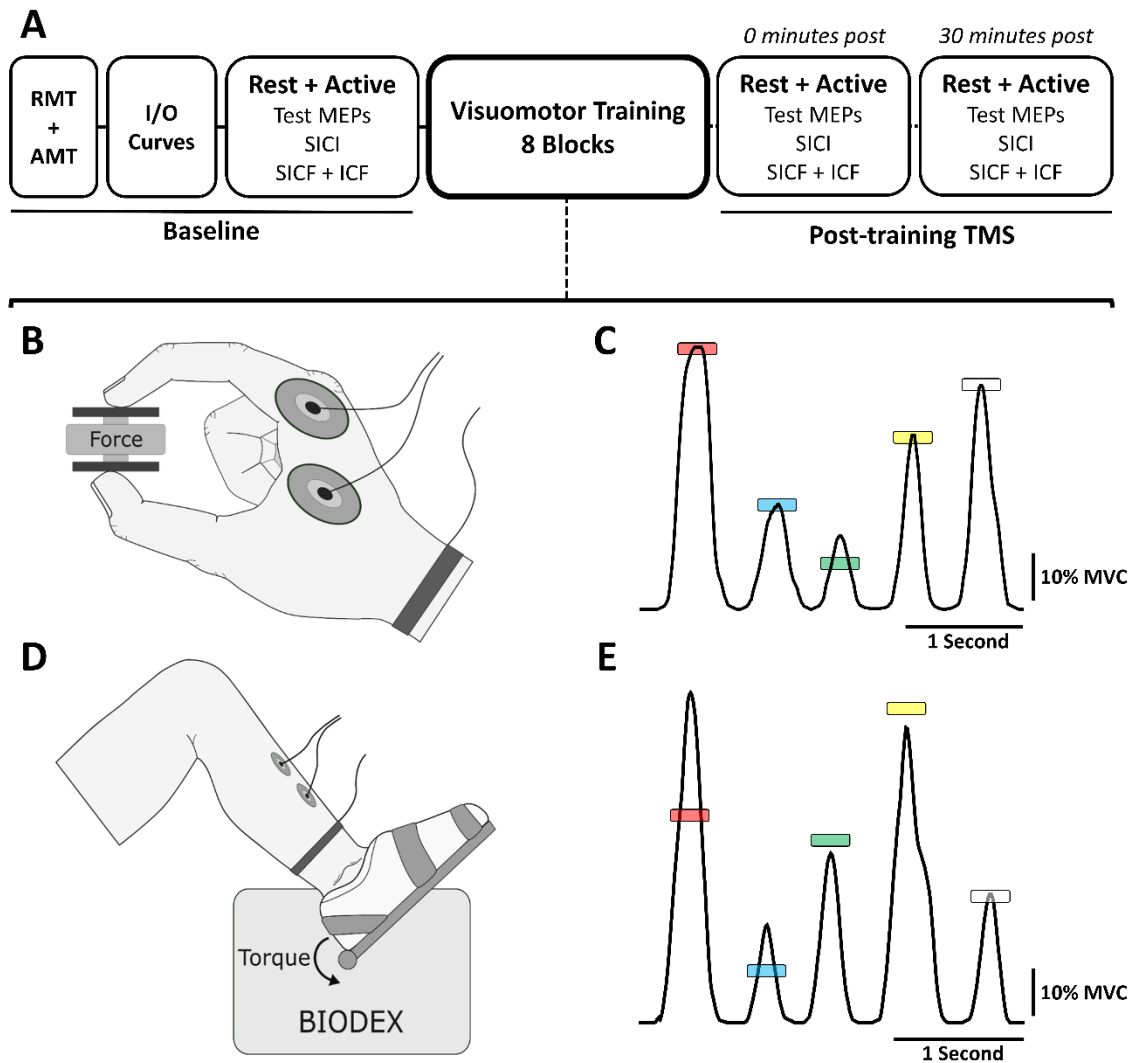 A
0 minutes post
30 minutes post
RMT
+
AMT
I/O
Curves
Rest + Active
Test MEPs
SICI
SICF + ICF
Visuomotor Training
8 Blocks
Rest + Active
Test MEPs
SICI
SICF + ICF
Rest + Active
Test MEPs
SICI
SICF + ICF
Baseline
Post-training TMS
B
Force
C
10% MVC
1 Second
D
Torque
BIODEX
E
10% MVC
1 Second